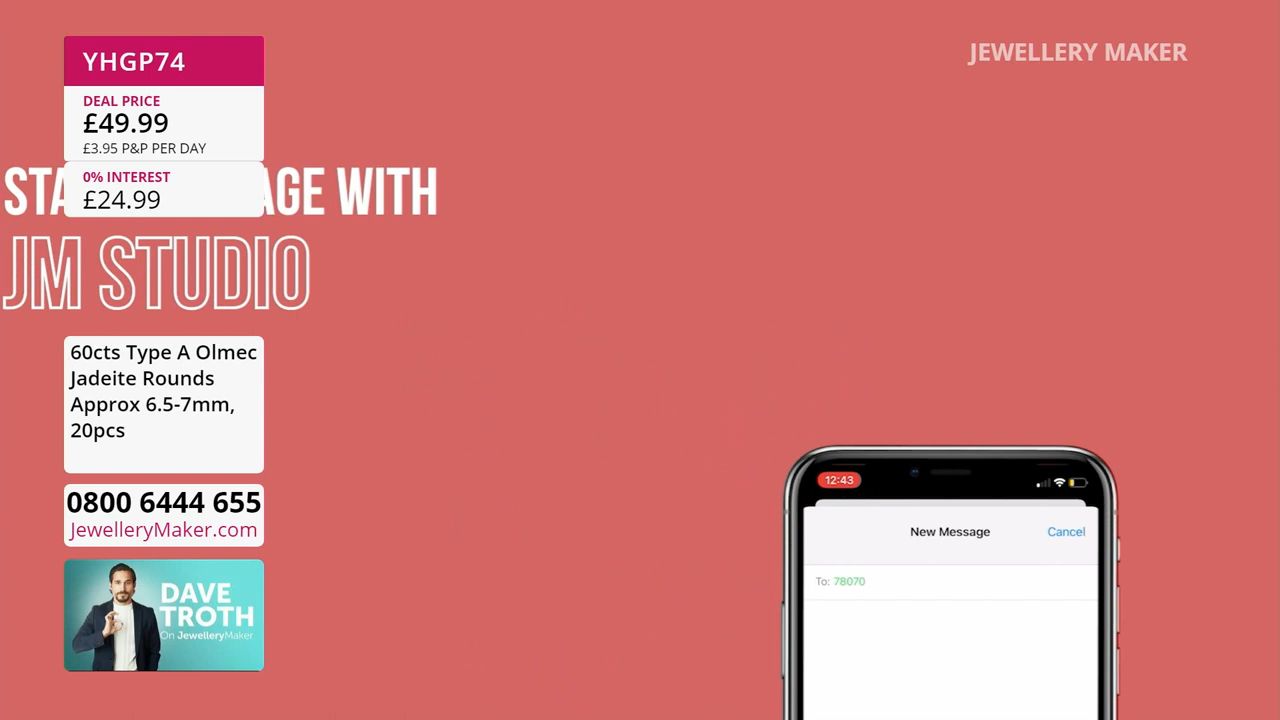 YHGP74
DEAL PRICE
£49.99
£3.95 P&P PER DAY
0% INTEREST
£24.99
WITH
JM STUDIO
60cts Type A Olmec
Jadeite Rounds
Approx 6.5-7mm,
20pcs
0800 6444 655
JewelleryMaker.com
DAVE
TROTH
On JewelleryMaker
JEWELLERY MAKER
12:43
New Message
Cancel
To: 78070